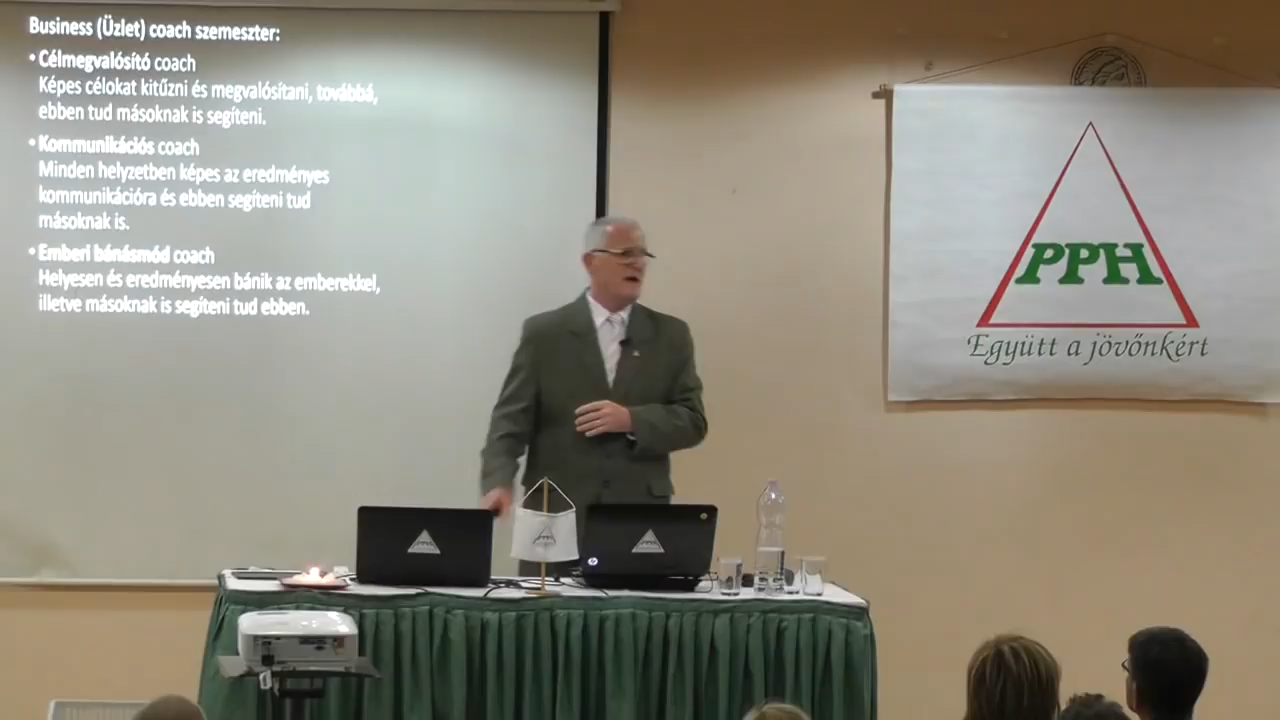 Business (Üzlet) coach szemeszter:
• Célmegvalósító coach
Képes célokat kitűzni és megvalósítani, továbbá,
ebben tud másoknak is segíteni.
• Kommunikációs coach
Minden helyzetben képes az eredményes
kommunikációra és ebben segíteni tud
másoknak is.
• Emberi bánásmód coach
Helyesen és eredményesen bánik az emberekkel,
illetve másoknak is segíteni tud ebben.
PPH
Együtt a jövőnkért
hp